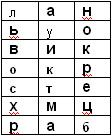 л а н
ь у о
в и к
о к р
с т е
х м ц
р а б